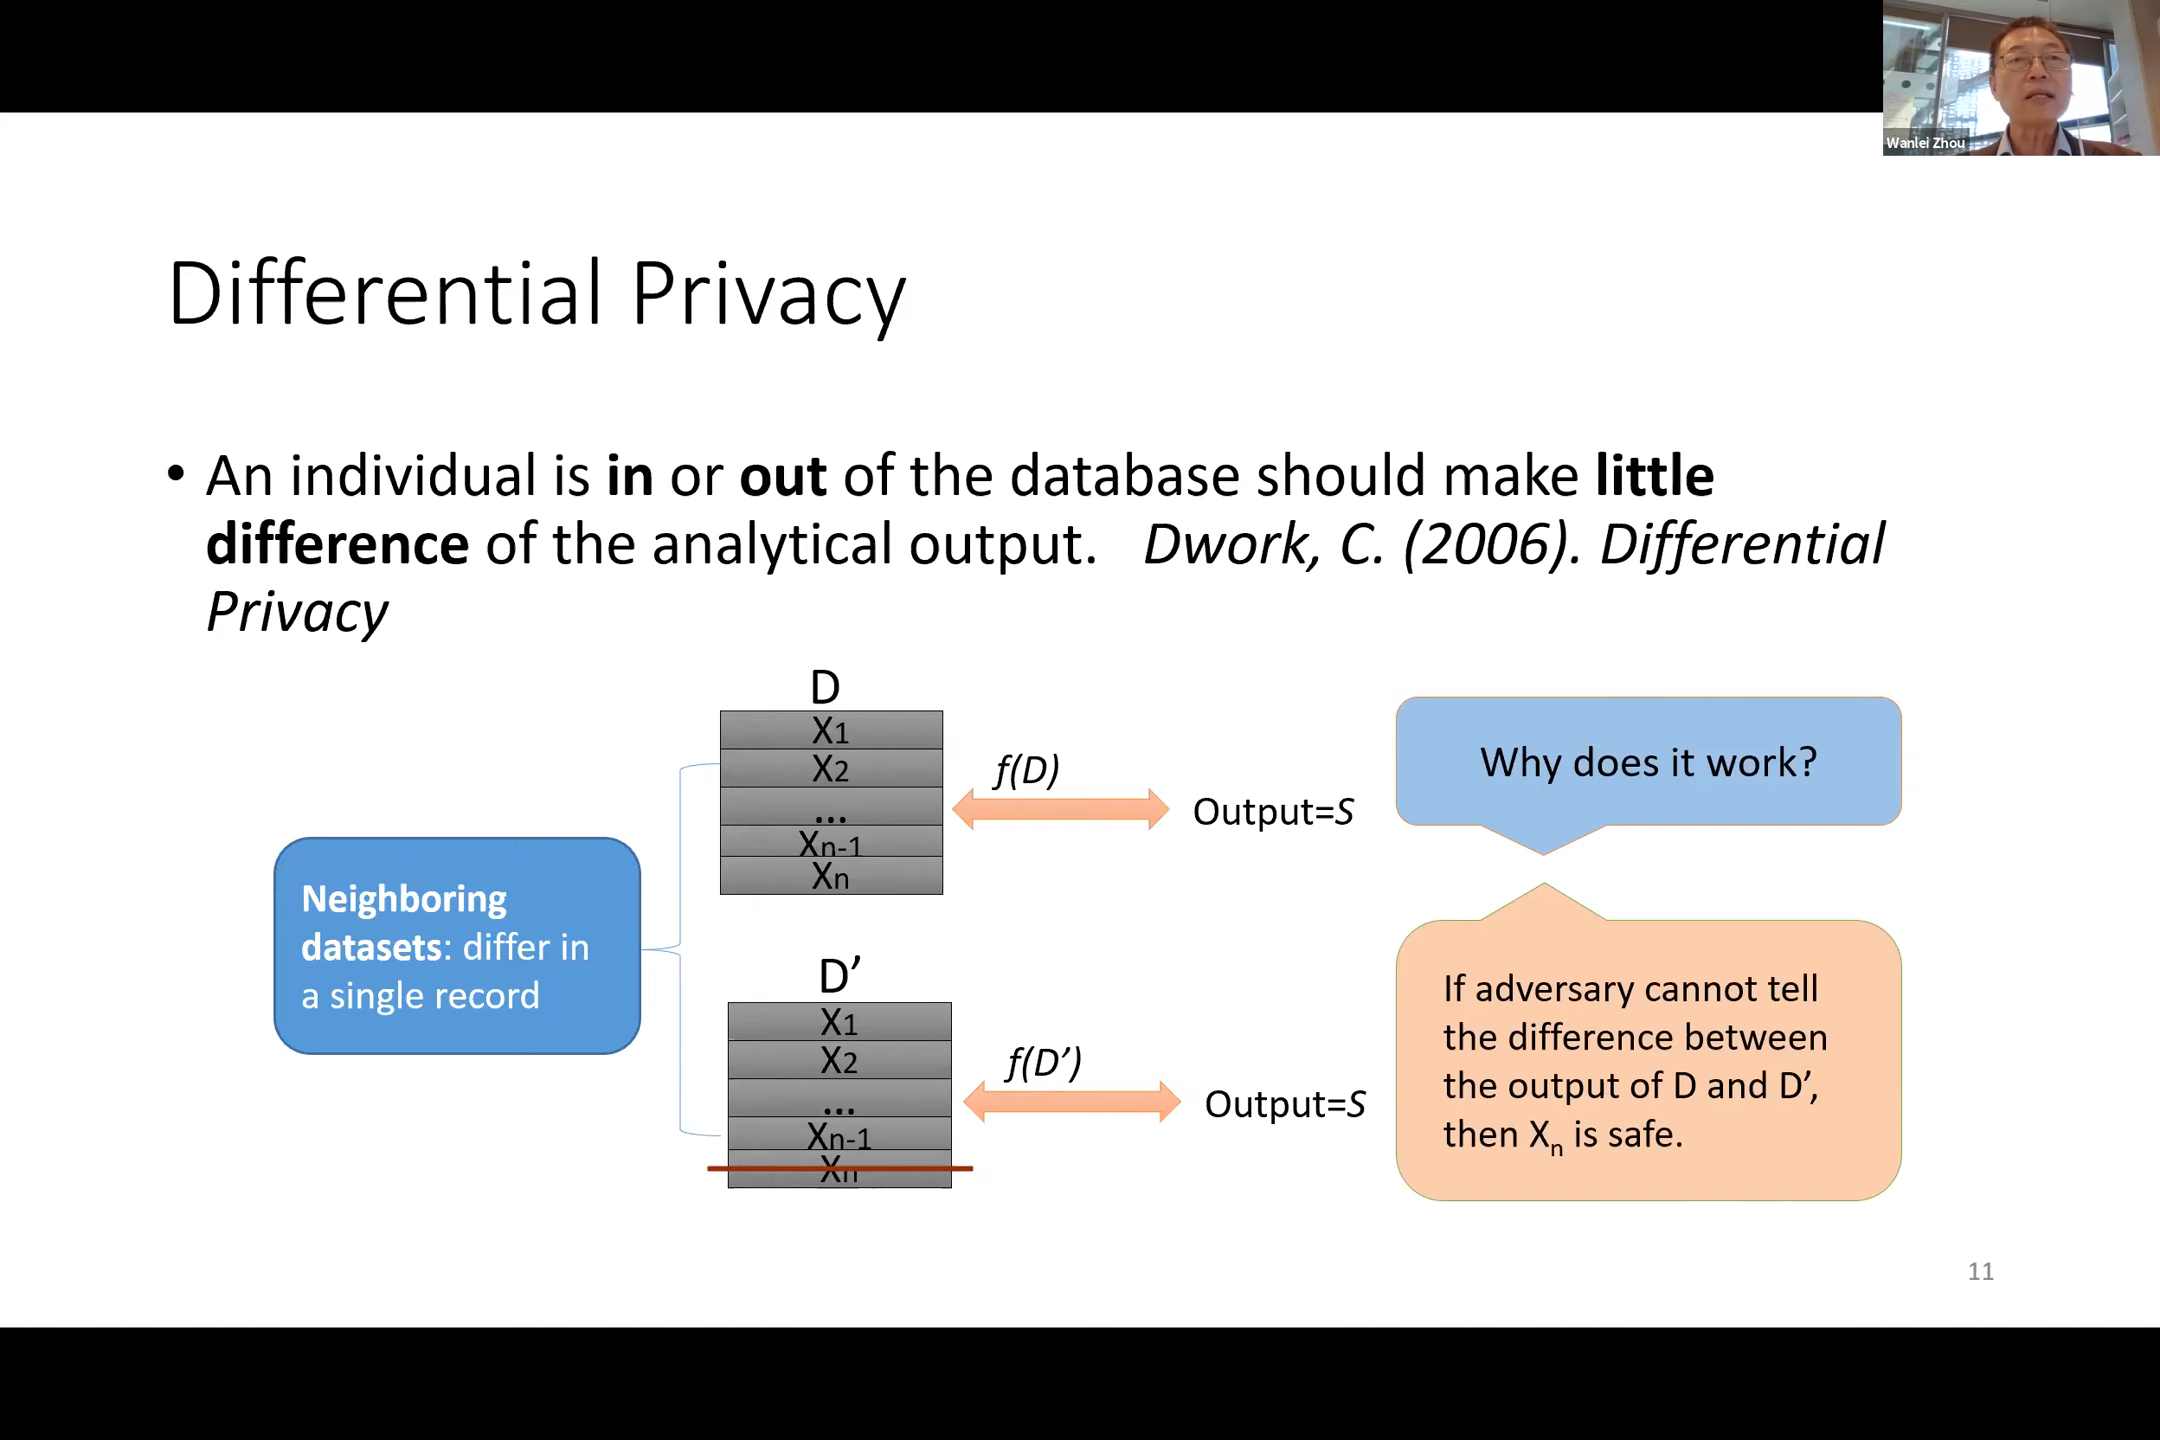 Wanlei Zhou
Differential Privacy
• An individual is in or out of the database should make little
difference of the analytical output. Dwork, C. (2006). Differential
Privacy
D
X1
X2
...
Xn-1
Xn
f(D)
Output=S
Why does it work?
Neighboring
datasets: differ in
a single record
D’
X1
X2
...
Xn-1
Xn
f(D’)
Output=S
If adversary cannot tell
the difference between
the output of D and D’,
then Xn is safe.
11